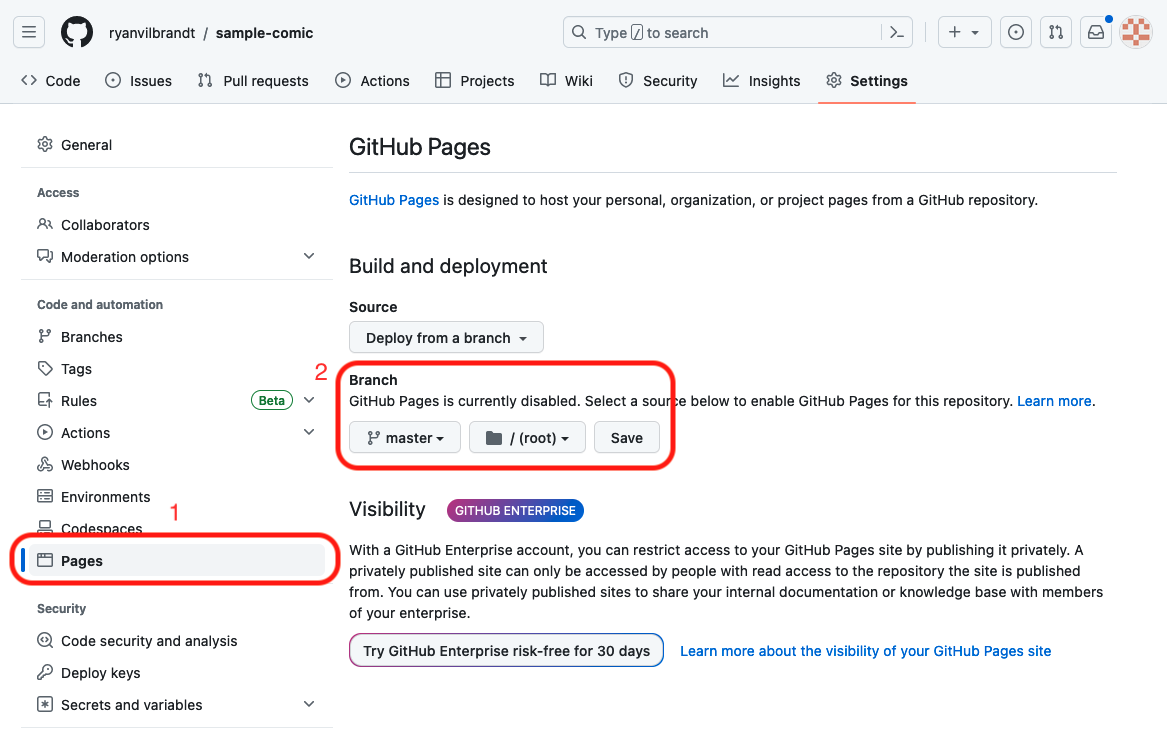 ryanvilbrandt / sample-comic
Type / to search
Code
Issues
Pull requests
Actions
Projects
Wiki
Security
Insights
Settings
General
Access
Collaborators
Moderation options
Code and automation
Branches
Tags
Rules Beta
Actions
Webhooks
Environments
1
Codespaces
Pages
Security
Code security and analysis
Deploy keys
Secrets and variables
GitHub Pages
GitHub Pages is designed to host your personal, organization, or project pages from a GitHub repository.
Build and deployment
Source
Deploy from a branch
2
Branch
GitHub Pages is currently disabled. Select a source below to enable GitHub Pages for this repository. Learn more.
master / (root) Save
Visibility GITHUB ENTERPRISE
With a GitHub Enterprise account, you can restrict access to your GitHub Pages site by publishing it privately. A
privately published site can only be accessed by people with read access to the repository the site is published
from. You can use privately published sites to share your internal documentation or knowledge base with members
of your enterprise.
Try GitHub Enterprise risk-free for 30 days Learn more about the visibility of your GitHub Pages site